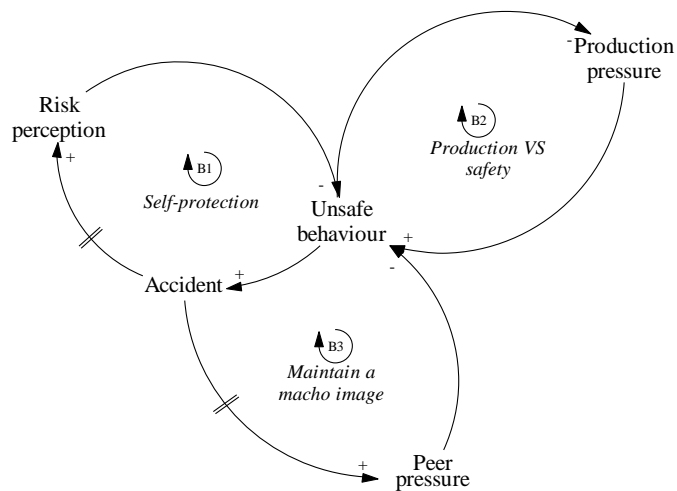 -
Production
pressure
Risk
perception
B2
+
B1
Production VS
safety
-
Self-protection
Unsafe
behaviour
+
-
+
Accident
B3
Maintain a
macho image
+
Peer
pressure